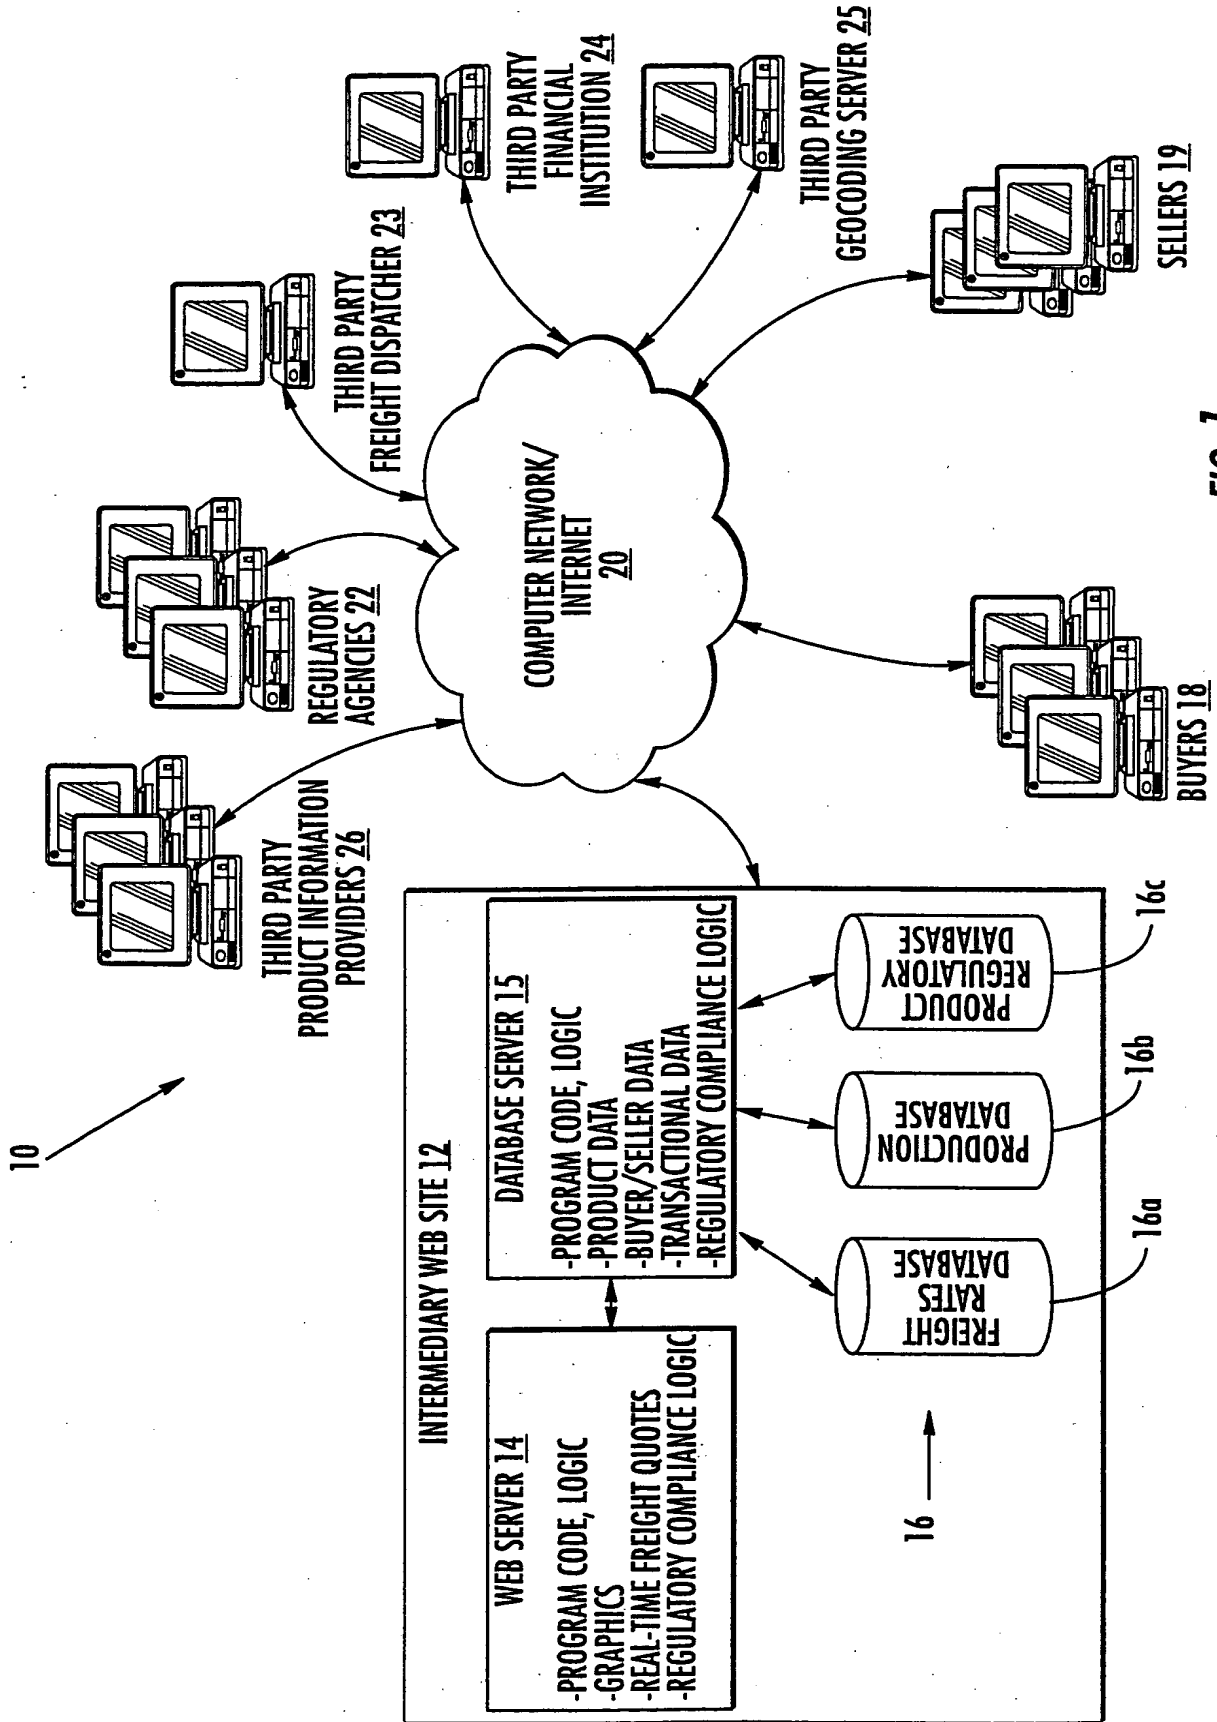 10
THIRD PARTY
PRODUCT INFORMATION
PROVIDERS 26
REGULATORY
AGENCIES 22
THIRD PARTY
FREIGHT DISPATCHER 23
THIRD PARTY
FINANCIAL
INSTITUTION 24
THIRD PARTY
GEOCODING SERVER 25
COMPUTER NETWORK/
INTERNET
20
SELLERS 19
BUYERS 18
INTERMEDIARY WEB SITE 12
WEB SERVER 14
-PROGRAM CODE, LOGIC
-GRAPHICS
-REAL-TIME FREIGHT QUOTES
-REGULATORY COMPLIANCE LOGIC
DATABASE SERVER 15
-PROGRAM CODE, LOGIC
-PRODUCT DATA
-BUYER/SELLER DATA
-TRANSACTIONAL DATA
-REGULATORY COMPLIANCE LOGIC
16
FREIGHT
RATES
DATABASE
16a
PRODUCTION
DATABASE
16b
PRODUCT
REGULATORY
DATABASE
16c